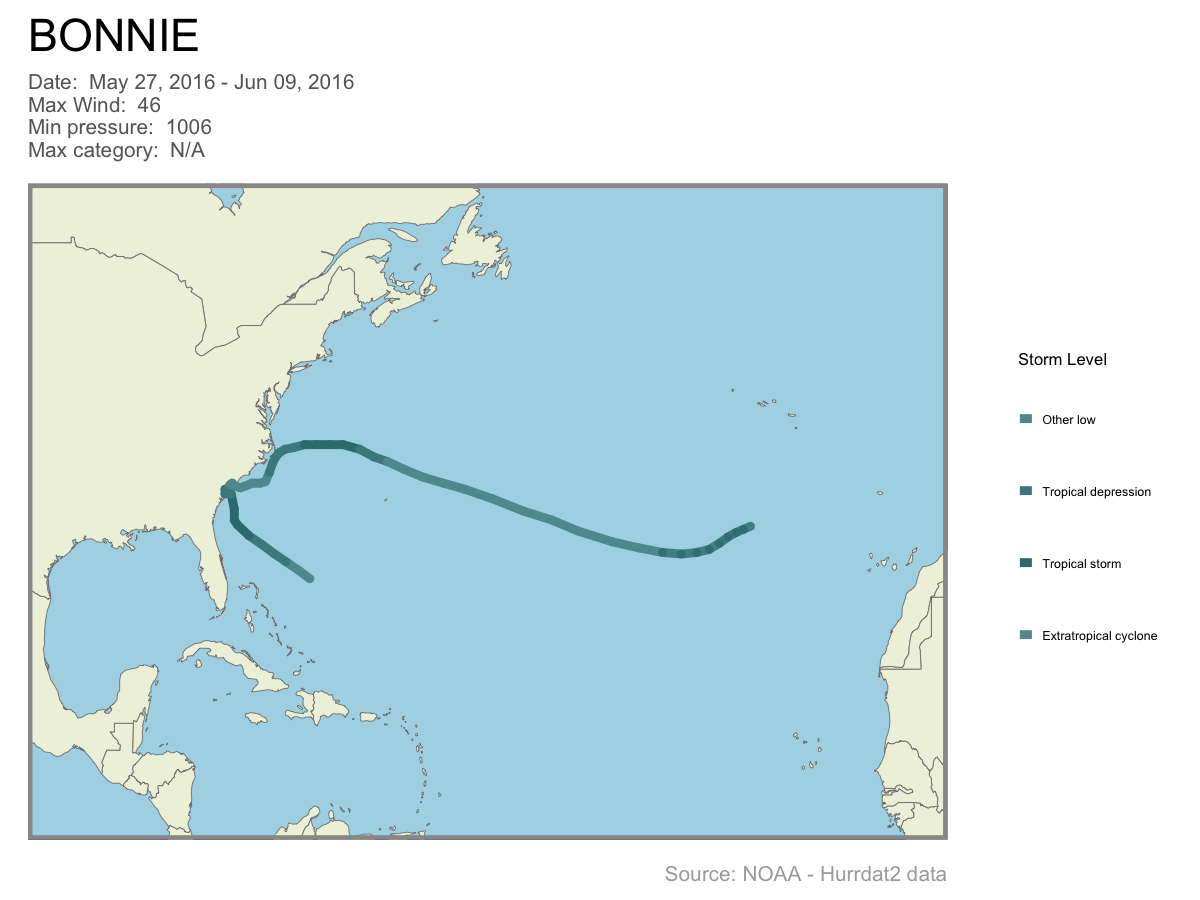 BONNIE
Date:  May 27, 2016 - Jun 09, 2016
Max Wind:  46
Min pressure:  1006
Max category:  N/A
Storm Level
Other low
Tropical depression
Tropical storm
Extratropical cyclone
Source: NOAA - Hurrdat2 data